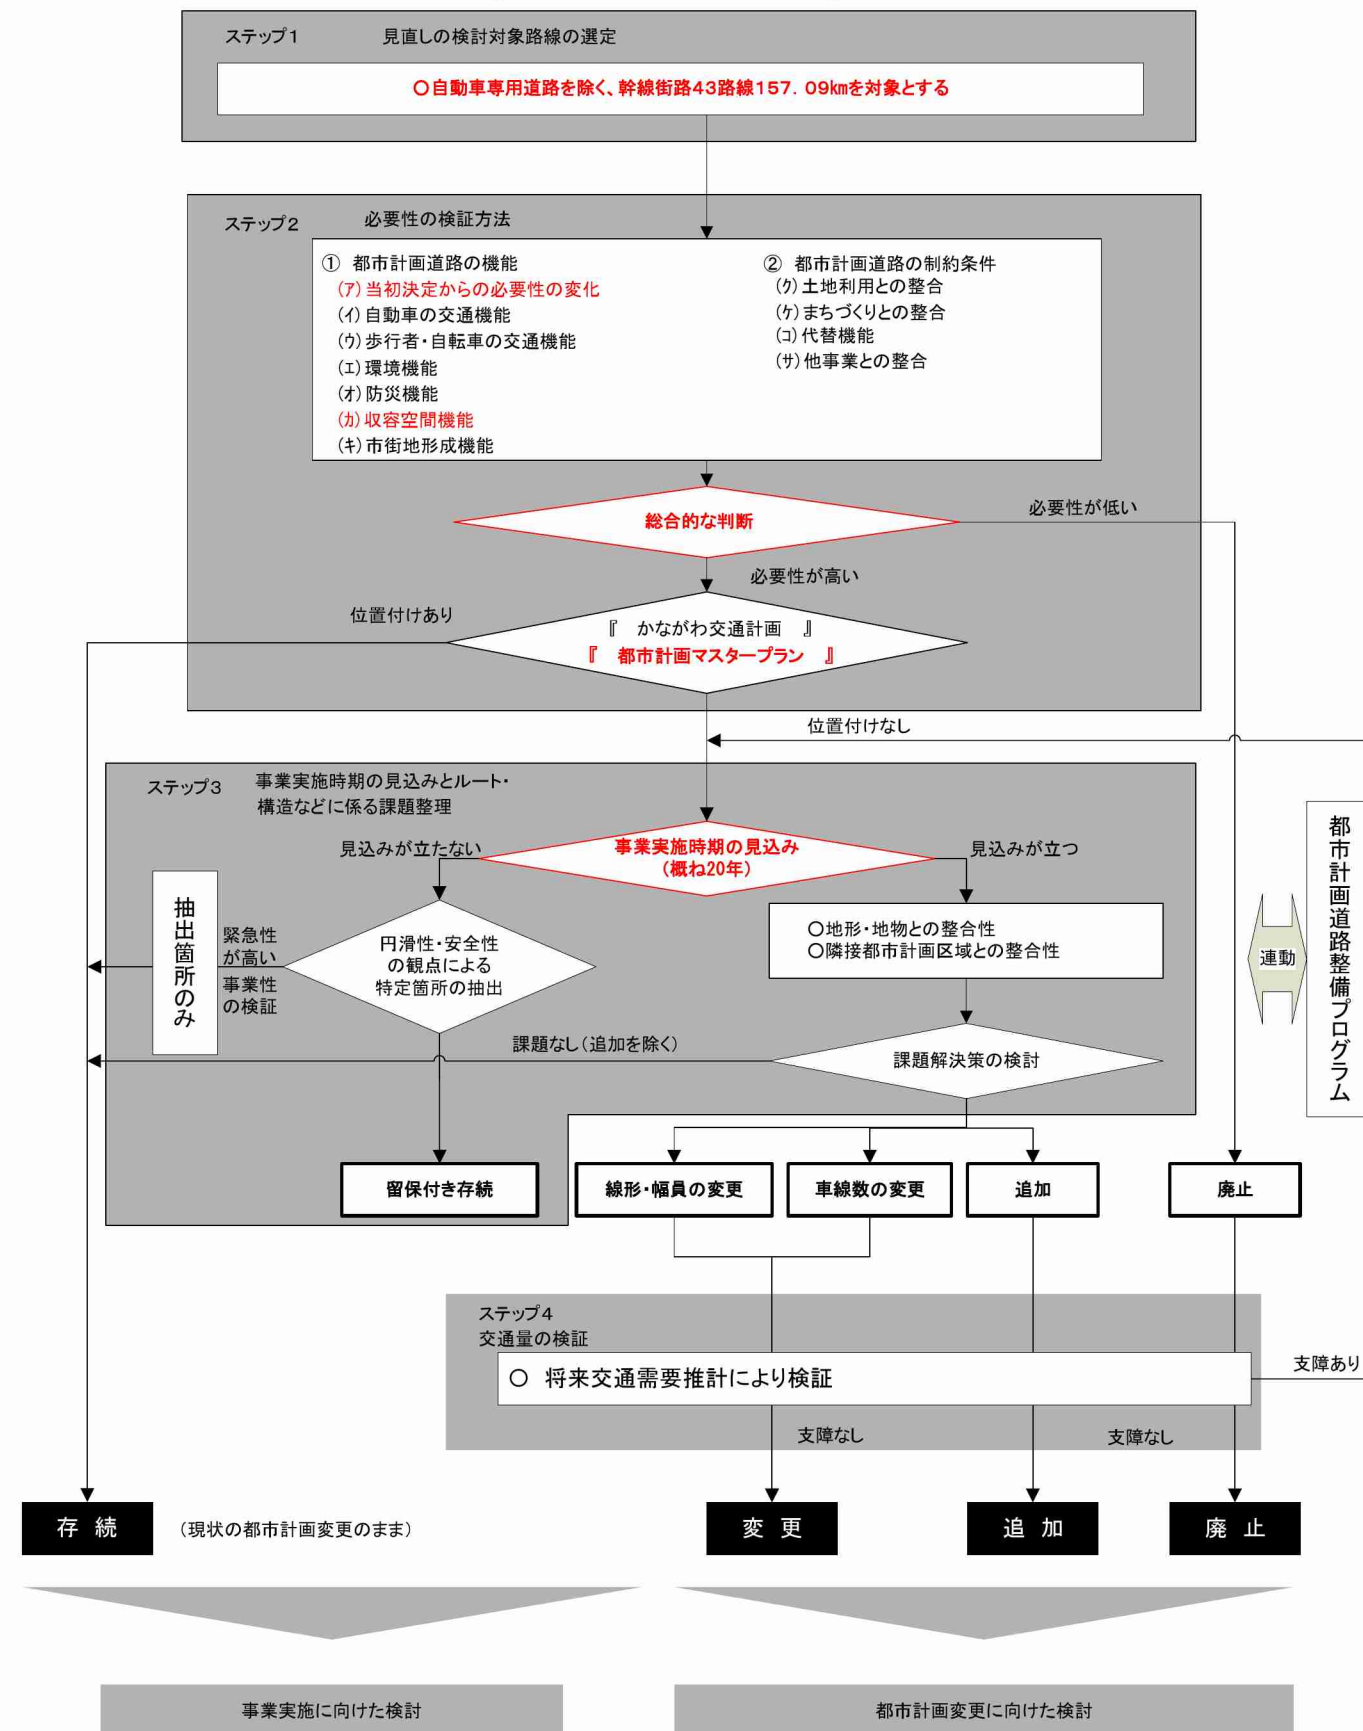 ステップ1 見直しの検討対象路線の選定
○自動車専用道路を除く、幹線街路43路線157.09㎞を対象とする
ステップ2 必要性の検証方法
① 都市計画道路の機能
(ア)当初決定からの必要性の変化
(イ)自動車の交通機能
(ウ)歩行者・自転車の交通機能
(エ)環境機能
(オ)防災機能
(カ)収容空間機能
(キ)市街地形成機能
② 都市計画道路の制約条件
(ク)土地利用との整合
(ケ)まちづくりとの整合
(コ)代替機能
(サ)他事業との整合
総合的な判断
必要性が低い
必要性が高い
位置付けあり
『 かながわ交通計画 』
『 都市計画マスタープラン 』
位置付けなし
ステップ3 事業実施時期の見込みとルート・
構造などに係る課題整理
見込みが立たない
事業実施時期の見込み
(概ね20年)
見込みが立つ
抽出箇所のみ
緊急性
が高い
事業性
の検証
円滑性・安全性
の観点による
特定箇所の抽出
○地形・地物との整合性
○隣接都市計画区域との整合性
連動
都市計画道路整備プログラム
課題なし(追加を除く)
課題解決策の検討
留保付き存続
線形・幅員の変更
車線数の変更
追加
廃止
ステップ4
交通量の検証
○ 将来交通需要推計により検証
支障あり
支障なし
支障なし
存 続
(現状の都市計画変更のまま)
変 更
追 加
廃 止
事業実施に向けた検討
都市計画変更に向けた検討